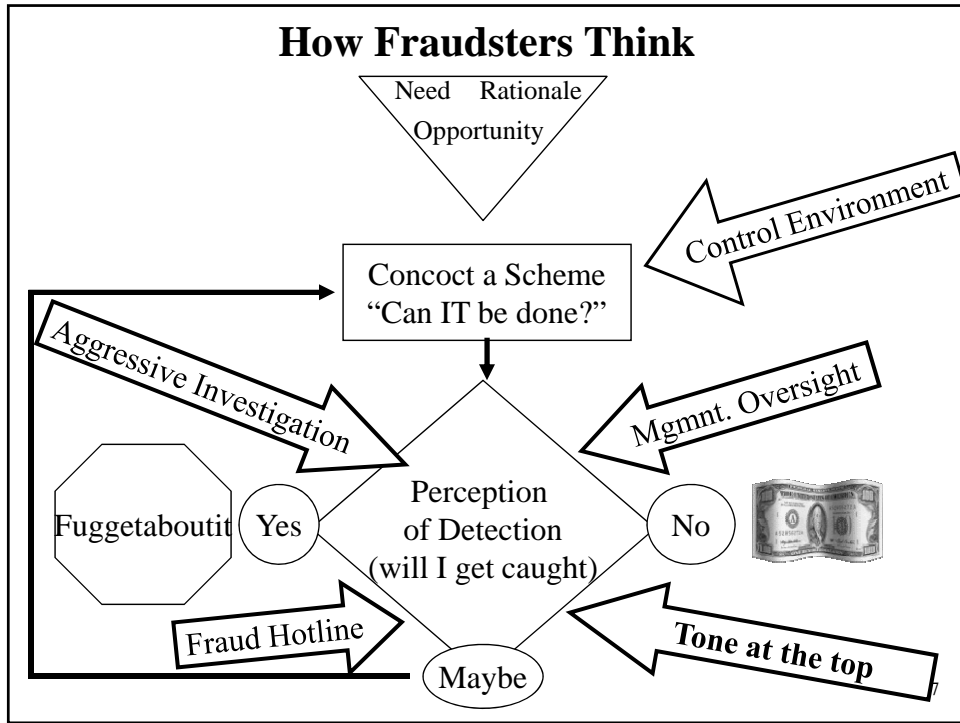 How Fraudsters Think
Need Rationale
Opportunity
Control Environment
Concoct a Scheme
“Can IT be done?”
Aggressive Investigation
Mgmnt. Oversight
Perception
of Detection
(will I get caught)
Fuggetaboutit
Yes
No
Fraud Hotline
Tone at the top
Maybe
7